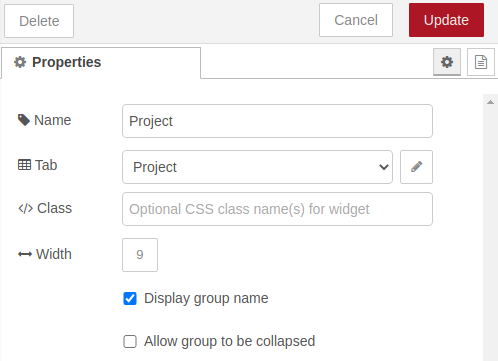 Delete
Cancel
Update
Properties
Name
Project
Tab
Project
Class
Optional CSS class name(s) for widget
Width
9
Display group name
Allow group to be collapsed